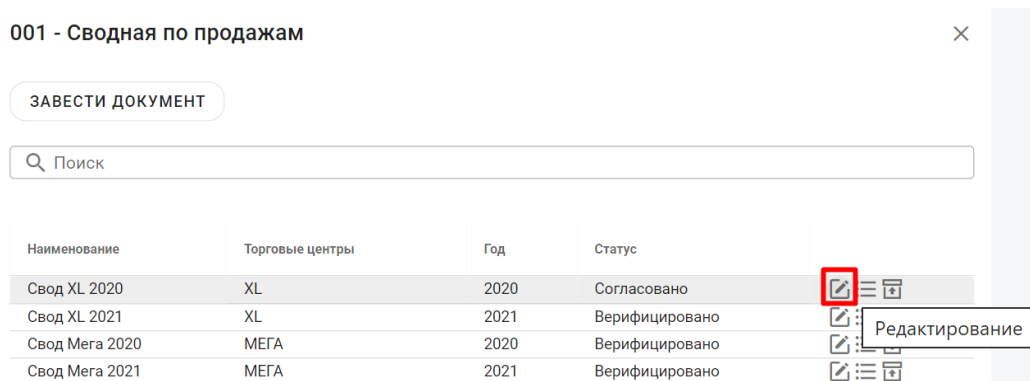 001 - Сводная по продажам
ЗАВЕСТИ ДОКУМЕНТ
Поиск
Наименование Торговые центры Год Статус
Свод XL 2020 XL 2020 Согласовано
Свод XL 2021 XL 2021 Верифицировано
Редактирование
Свод Мега 2020 МЕГА 2020 Верифицировано
Свод Мега 2021 МЕГА 2021 Верифицировано